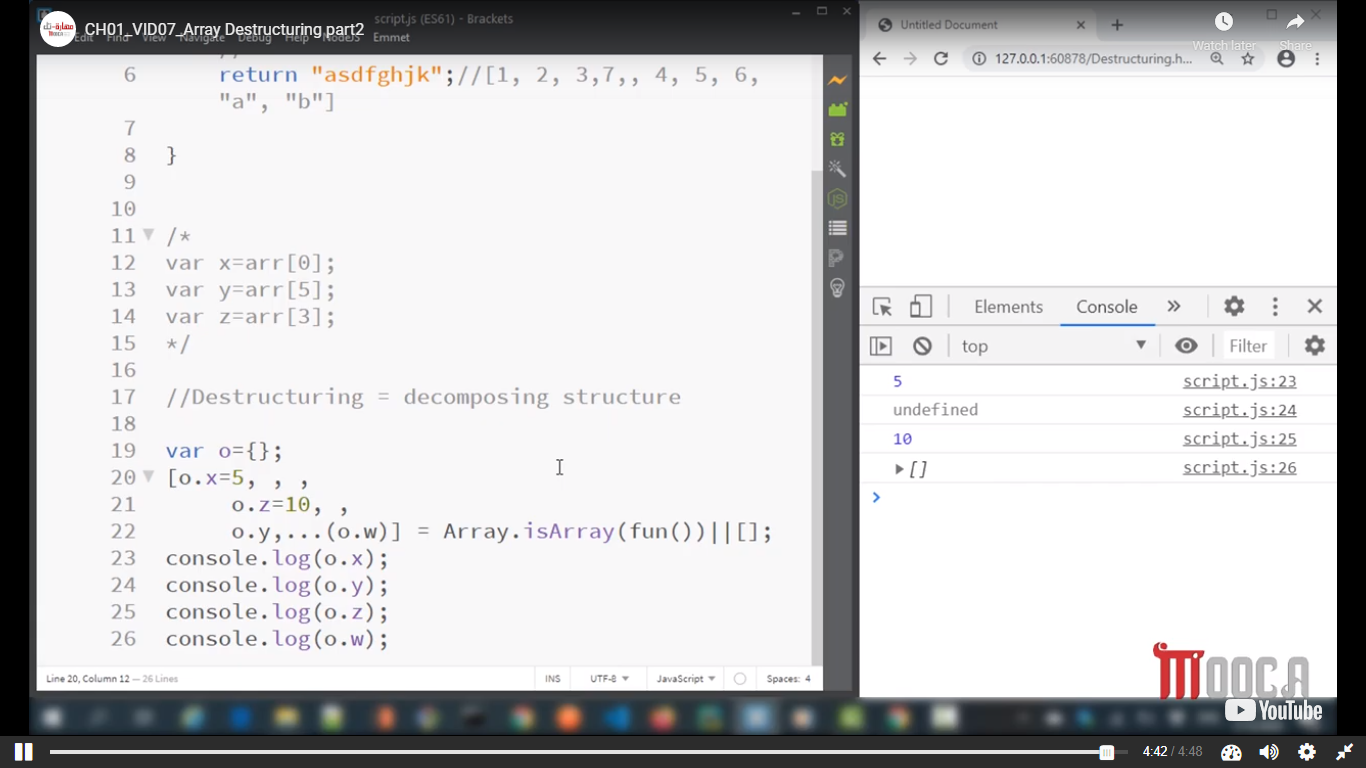 CH01_VID07_Array Destructuring part2
script.js (ES61) - Brackets
Edit Find View Navigate Debug Help NodeJS Emmet
Watch later Share
Untitled Document
127.0.0.1:60878/Destructuring.h...
6 return "asdfghjk";//[1, 2, 3,7,, 4, 5, 6,
"a", "b"]
7
8 }
9
10
11 /*
12 var x=arr[0];
13 var y=arr[5];
14 var z=arr[3];
15 */
16
17 //Destructuring = decomposing structure
18
19 var o={};
20 [o.x=5, , ,
21 o.z=10, ,
22 o.y,...(o.w)] = Array.isArray(fun())||[];
23 console.log(o.x);
24 console.log(o.y);
25 console.log(o.z);
26 console.log(o.w);
Line 20, Column 12 — 26 Lines
INS UTF-8 JavaScript Spaces: 4
Elements Console
top Filter
5 script.js:23
undefined script.js:24
10 script.js:25
[] script.js:26
MOOCA
YouTube
4:42 / 4:48